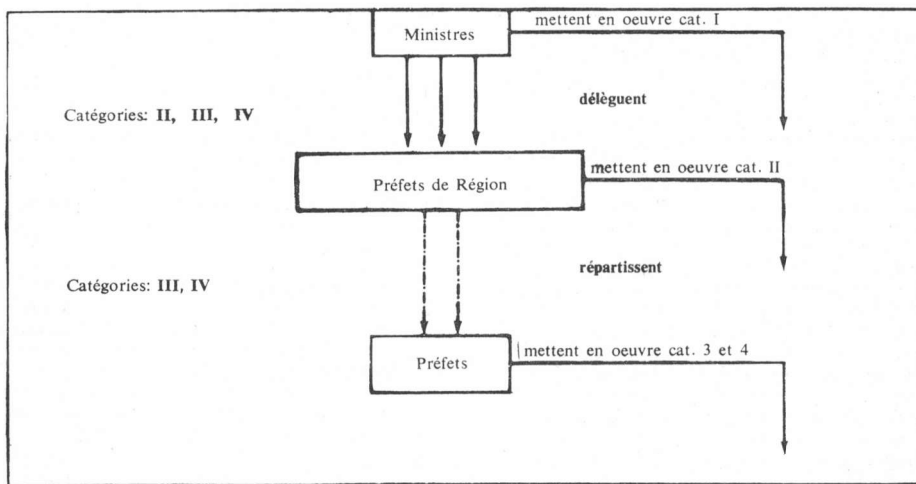 mettent en oeuvre cat. I
Ministres
délèguent
Catégories: II, III, IV
mettent en oeuvre cat. II
Préfets de Région
répartissent
Catégories: III, IV
mettent en oeuvre cat. 3 et 4
Préfets